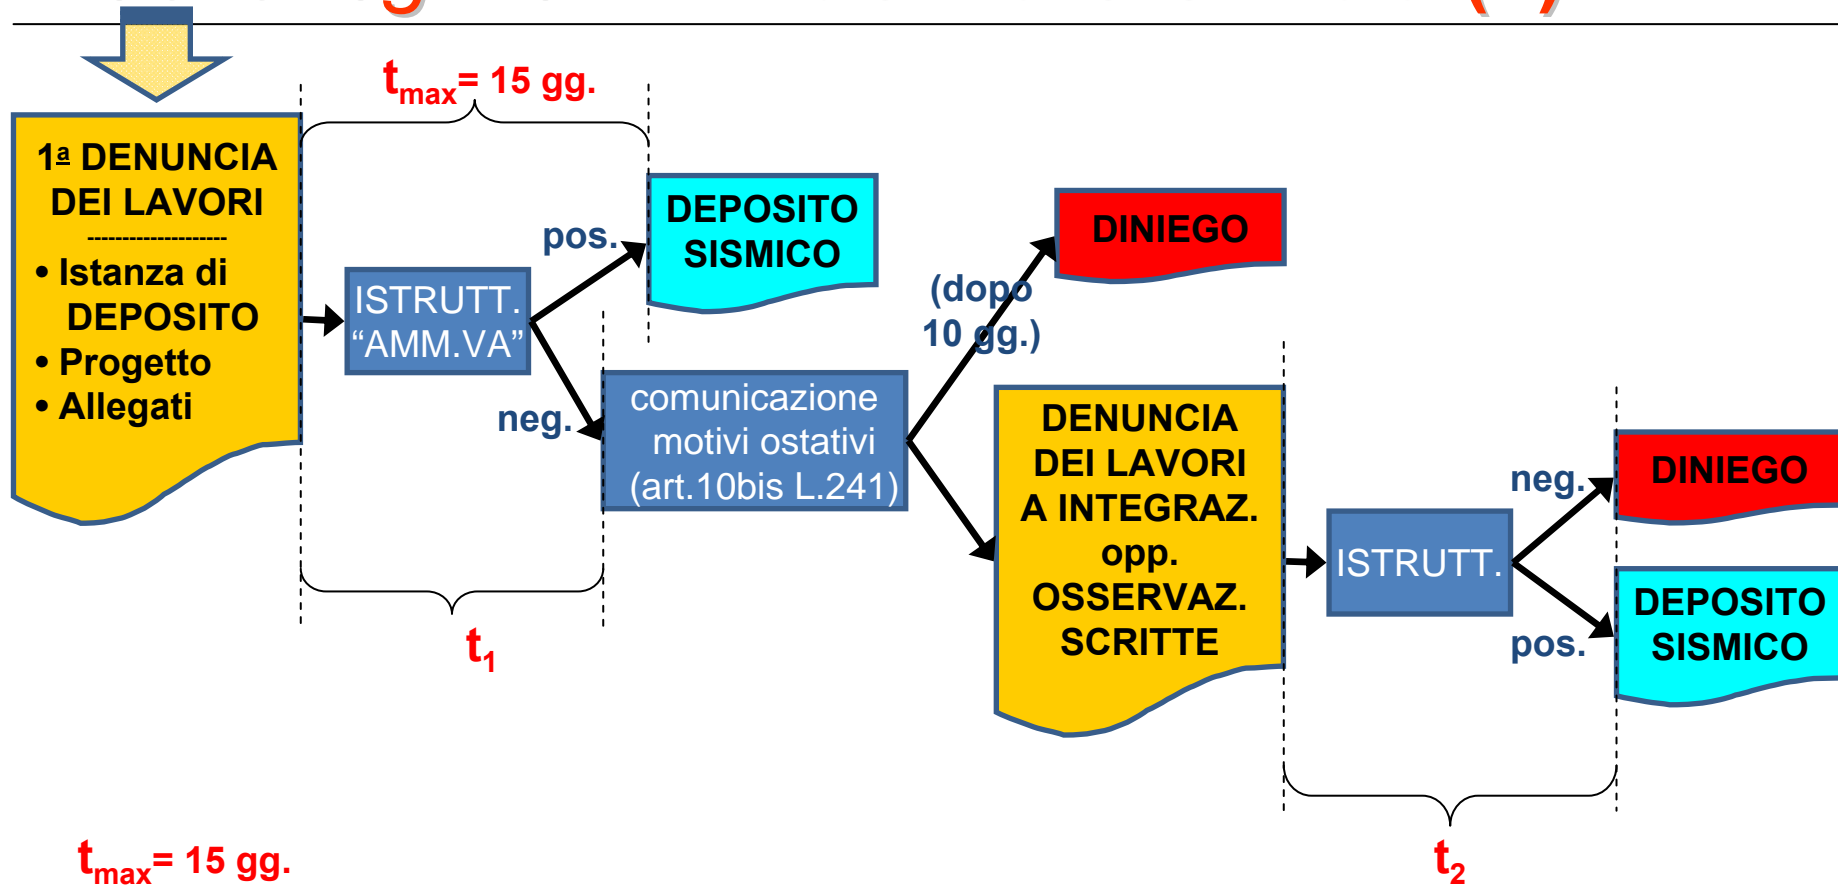 t max = 15 gg.
1ª DENUNCIA
DEI LAVORI
--------------------
• Istanza di
DEPOSITO
• Progetto
• Allegati
ISTRUTT.
“AMM.VA”
pos.
neg.
DEPOSITO
SISMICO
comunicazione
motivi ostativi
(art.10bis L.241)
(dopo
10 gg.)
DINIEGO
DENUNCIA
DEI LAVORI
A INTEGRAZ.
opp.
OSSERVAZ.
SCRITTE
ISTRUTT.
neg.
pos.
DINIEGO
DEPOSITO
SISMICO
t1
t2
t max = 15 gg.